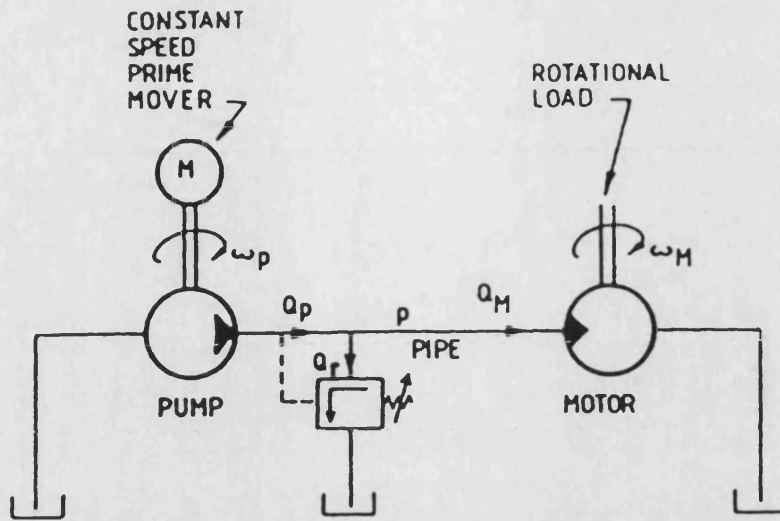 CONSTANT
SPEED
PRIME
MOVER
ROTATIONAL
LOAD
M
ωp
ωM
Qp
p
QM
PIPE
Qr
PUMP
MOTOR